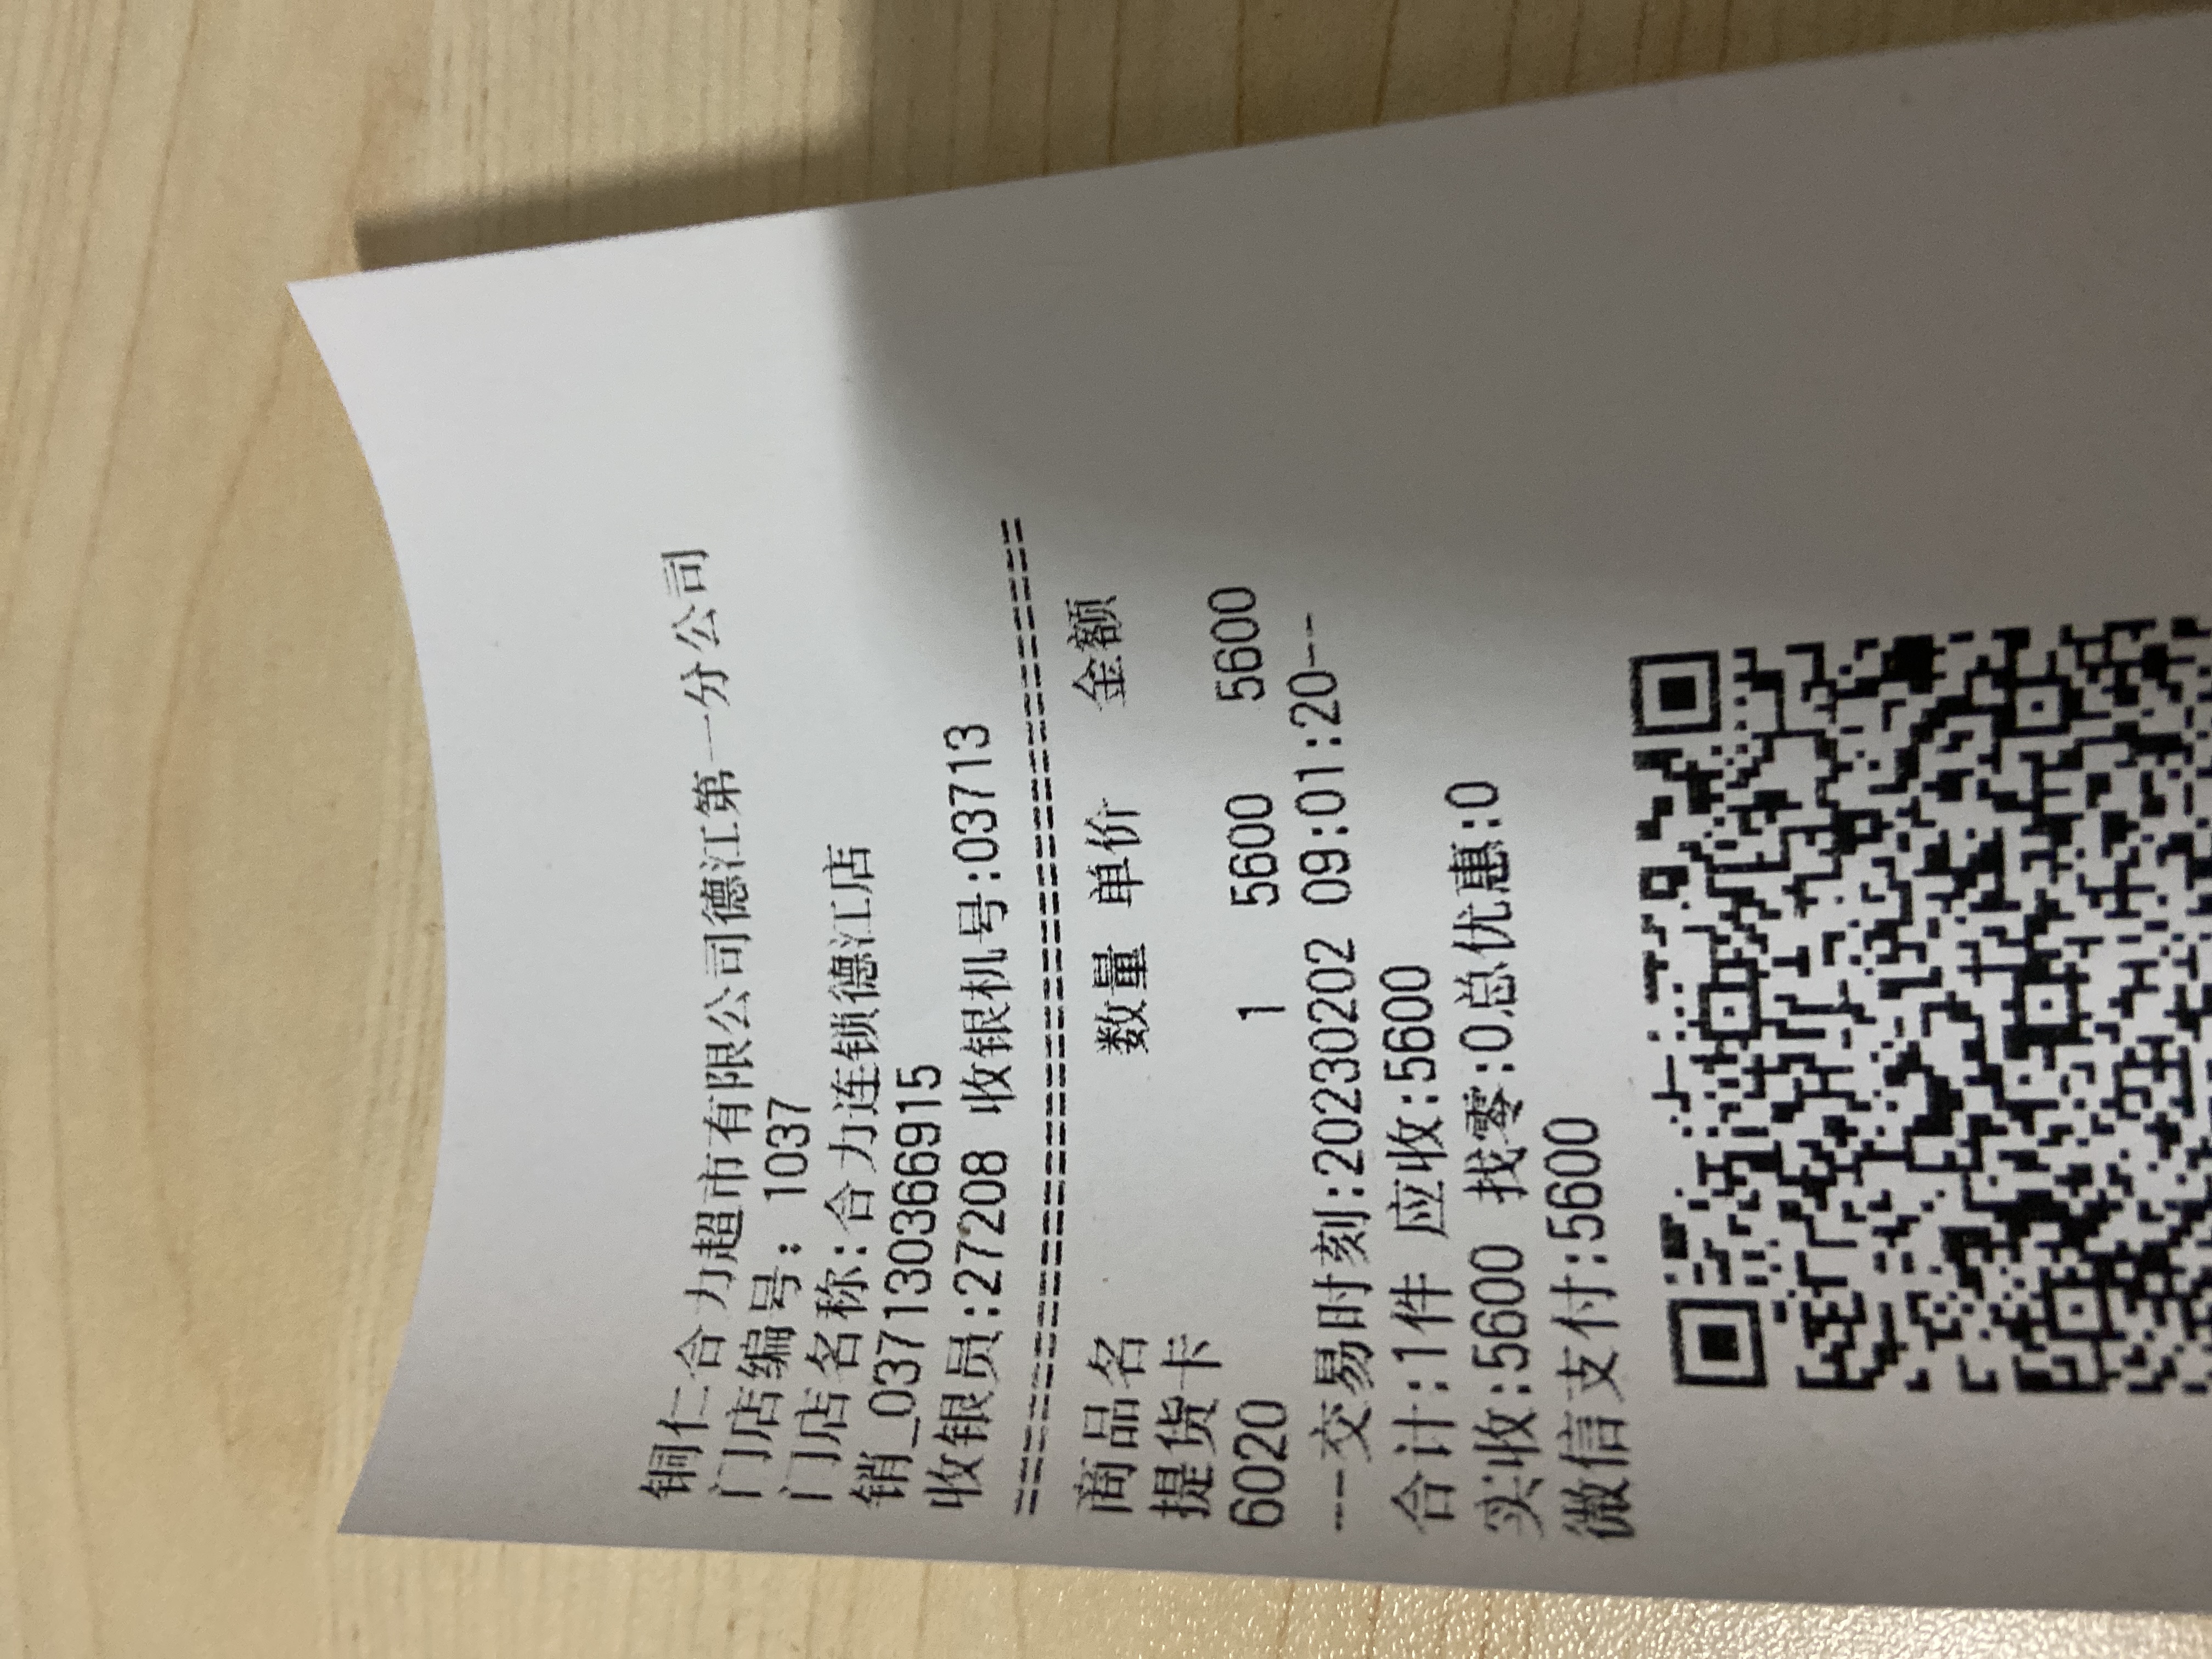 铜仁合力超市有限公司德江第一分公司
门店编号: 1037
门店名称:合力连锁德江店
销_037130366915
收银员:27208 收银机号:03713
================================
商品名 数量 单价 金额
提货卡
6020 1 5600 5600
---交易时刻:20230202 09:01:20--
合计:1件 应收:5600
实收:5600 找零:0总优惠:0
微信支付:5600